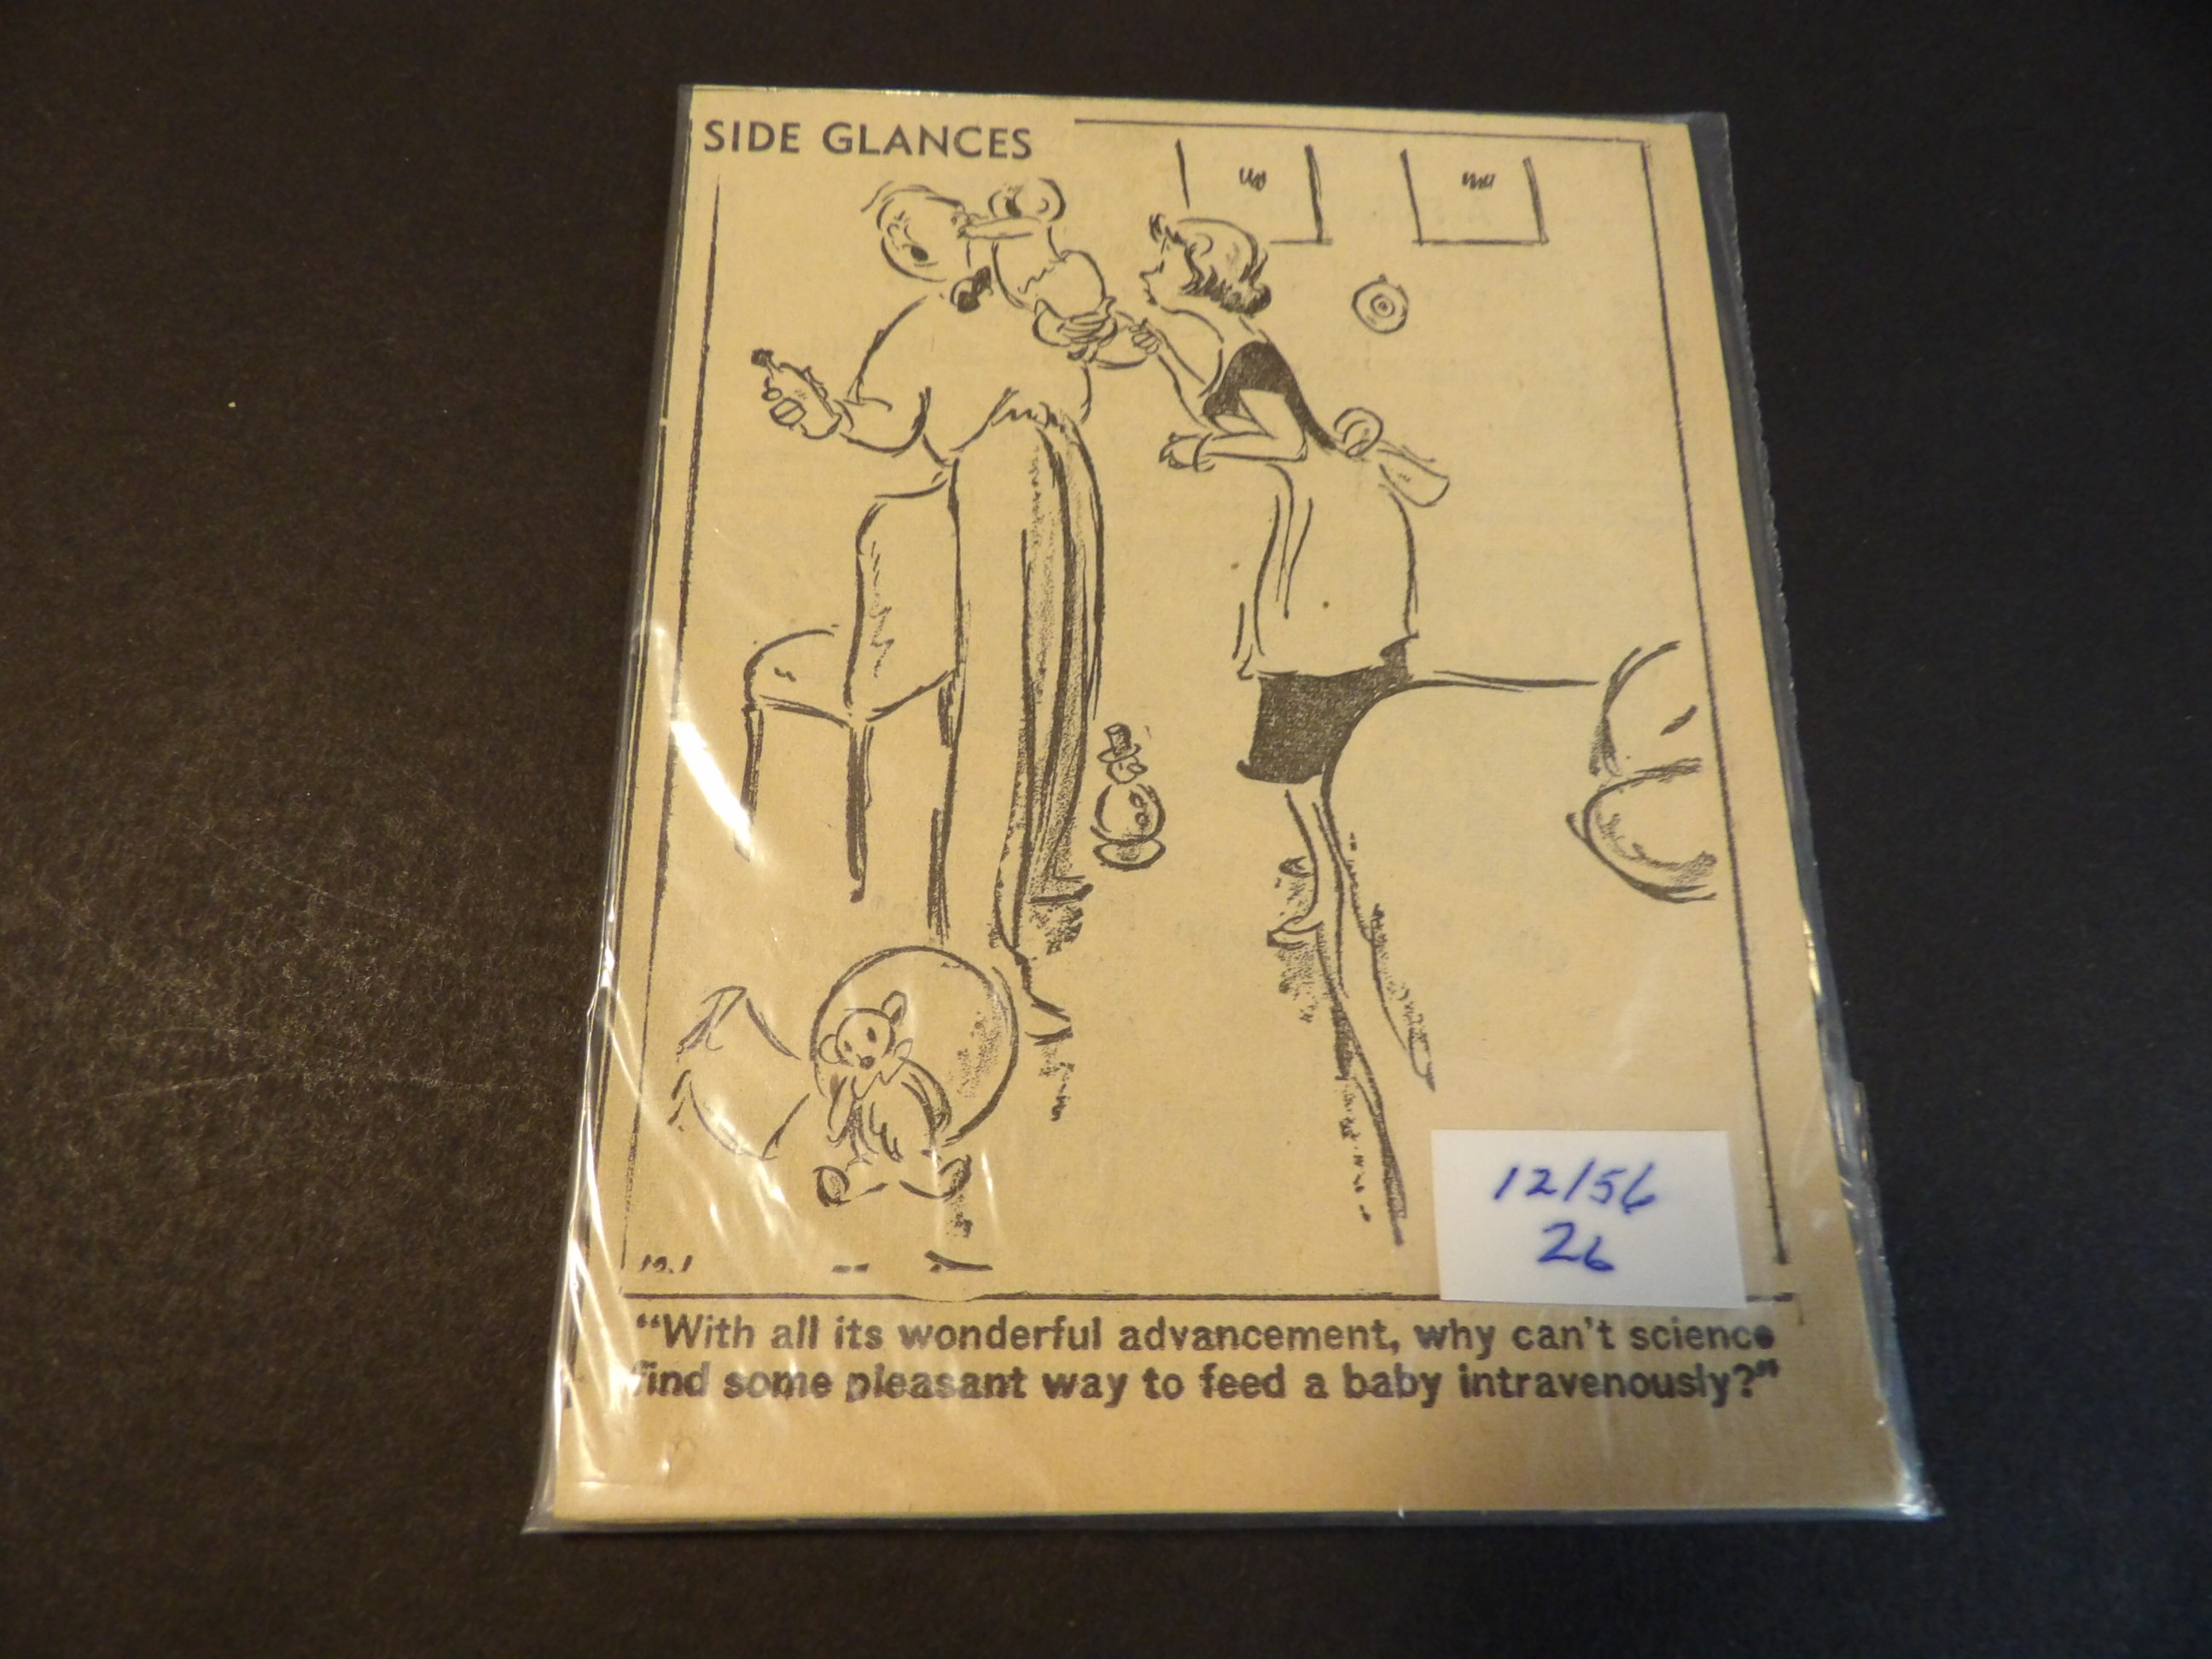 SIDE GLANCES
12/56
26
"With all its wonderful advancement, why can't science
find some pleasant way to feed a baby intravenously?"